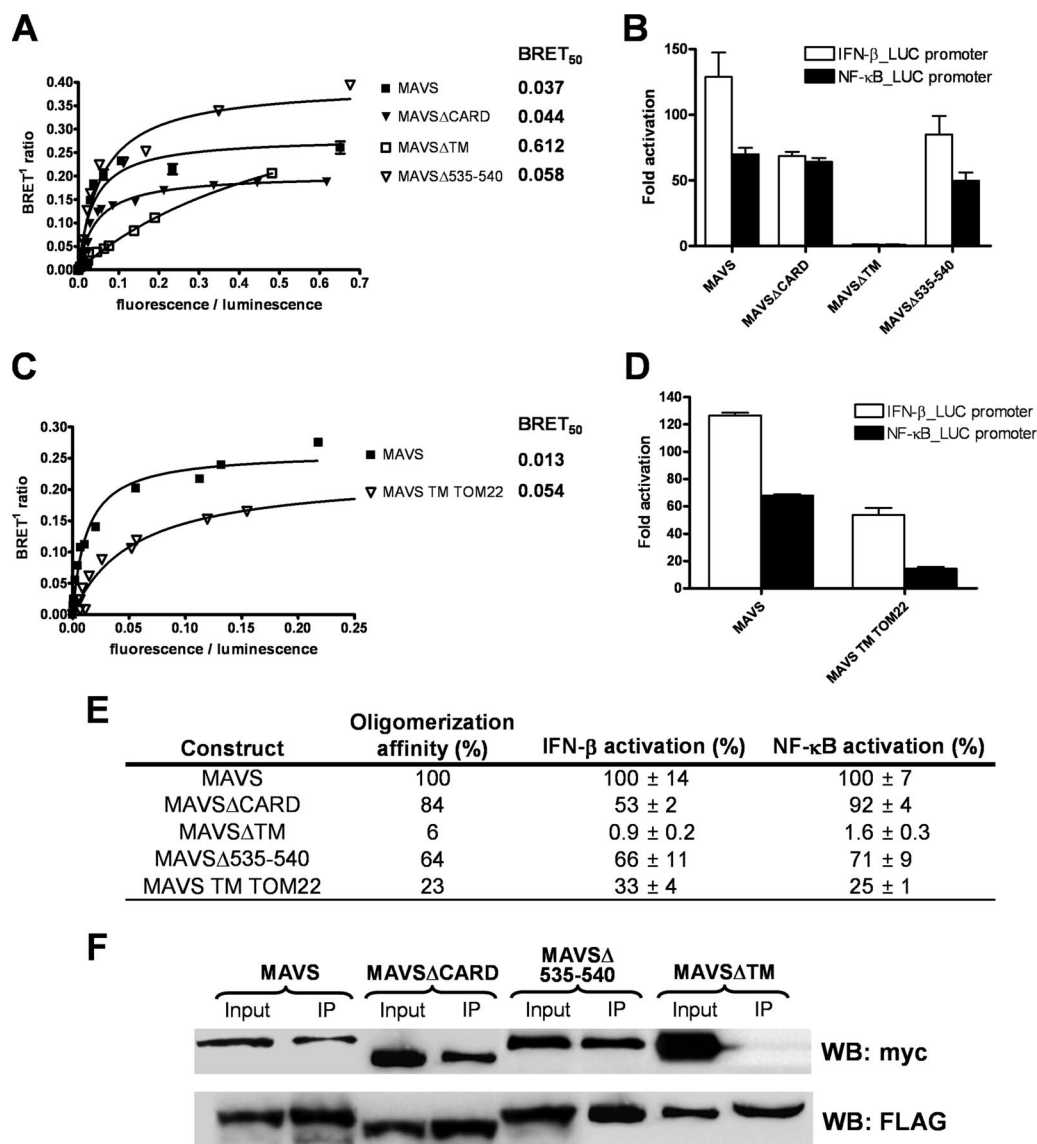 A
BRET50
MAVS 0.037
MAVSΔCARD 0.044
MAVSΔTM 0.612
MAVSΔ535-540 0.058
BRET1 ratio
0.40
0.35
0.30
0.25
0.20
0.15
0.10
0.05
0.00
0.0 0.1 0.2 0.3 0.4 0.5 0.6 0.7
fluorescence / luminescence
B
IFN-β_LUC promoter
NF-κB_LUC promoter
Fold activation
150
100
50
0
MAVS
MAVSΔCARD
MAVSΔTM
MAVSΔ535-540
C
BRET50
MAVS 0.013
MAVS TM TOM22 0.054
BRET1 ratio
0.30
0.25
0.20
0.15
0.10
0.05
0.00
0.00 0.05 0.10 0.15 0.20 0.25
fluorescence / luminescence
D
IFN-β_LUC promoter
NF-κB_LUC promoter
Fold activation
140
120
100
80
60
40
20
0
MAVS
MAVS TM TOM22
E
Construct Oligomerization affinity (%) IFN-β activation (%) NF-κB activation (%)
MAVS 100 100 ± 14 100 ± 7
MAVSΔCARD 84 53 ± 2 92 ± 4
MAVSΔTM 6 0.9 ± 0.2 1.6 ± 0.3
MAVSΔ535-540 64 66 ± 11 71 ± 9
MAVS TM TOM22 23 33 ± 4 25 ± 1
F
MAVS MAVSΔCARD MAVSΔ 535-540 MAVSΔTM
Input IP Input IP Input IP Input IP
WB: myc
WB: FLAG